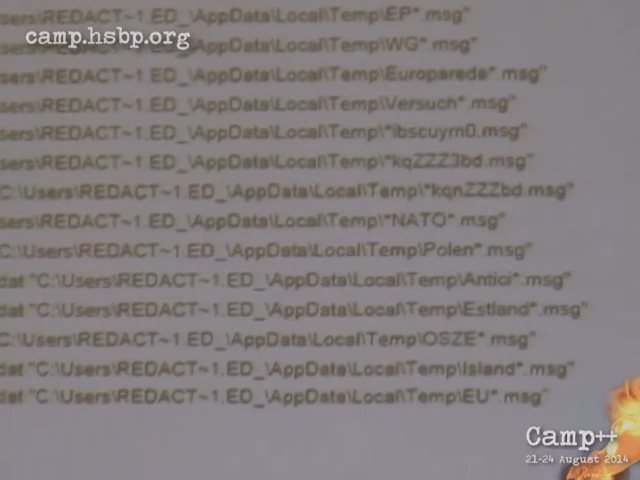 sers\REDACT~1.ED_\AppData\Local\Temp\EP*.msg"
camp.hsbp.org
sers\REDACT~1.ED_\AppData\Local\Temp\WG*.msg"
sers\REDACT~1.ED_\AppData\Local\Temp\Europarede*.msg"
sers\REDACT~1.ED_\AppData\Local\Temp\Versuch*.msg"
sers\REDACT~1.ED_\AppData\Local\Temp\*ibscuym0.msg"
sers\REDACT~1.ED_\AppData\Local\Temp\*kqZZZ3bd.msg"
C:\Users\REDACT~1.ED_\AppData\Local\Temp\*kqnZZZbd.msg"
sers\REDACT~1.ED_\AppData\Local\Temp\*NATO*.msg"
C:\Users\REDACT~1.ED_\AppData\Local\Temp\Polen*.msg"
dat "C:\Users\REDACT~1.ED_\AppData\Local\Temp\Antici*.msg"
dat "C:\Users\REDACT~1.ED_\AppData\Local\Temp\Estland*.msg"
C:\Users\REDACT~1.ED_\AppData\Local\Temp\OSZE*.msg"
dat "C:\Users\REDACT~1.ED_\AppData\Local\Temp\Island*.msg"
dat "C:\Users\REDACT~1.ED_\AppData\Local\Temp\EU*.msg"
Camp++
21-24 August 2014